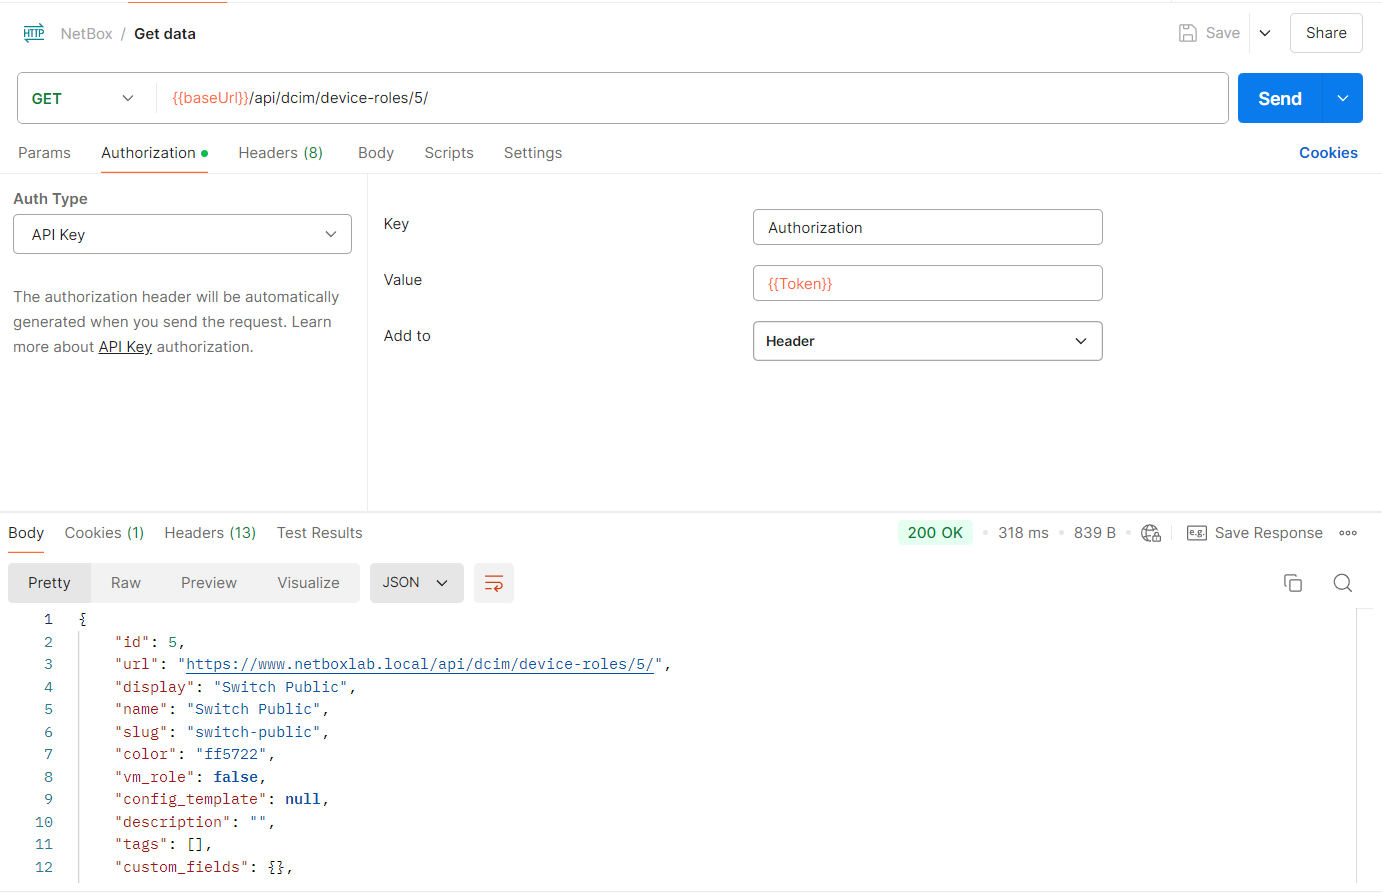 HTTP NetBox / Get data Save Share
GET {{baseUrl}}/api/dcim/device-roles/5/ Send
Params Authorization Headers (8) Body Scripts Settings Cookies
Auth Type
API Key
The authorization header will be automatically
generated when you send the request. Learn
more about API Key authorization.
Key Authorization
Value {{Token}}
Add to Header
Body Cookies (1) Headers (13) Test Results 200 OK 318 ms 839 B e.g. Save Response
Pretty Raw Preview Visualize JSON
1 {
2 "id": 5,
3 "url": "https://www.netboxlab.local/api/dcim/device-roles/5/",
4 "display": "Switch Public",
5 "name": "Switch Public",
6 "slug": "switch-public",
7 "color": "ff5722",
8 "vm_role": false,
9 "config_template": null,
10 "description": "",
11 "tags": [],
12 "custom_fields": {},